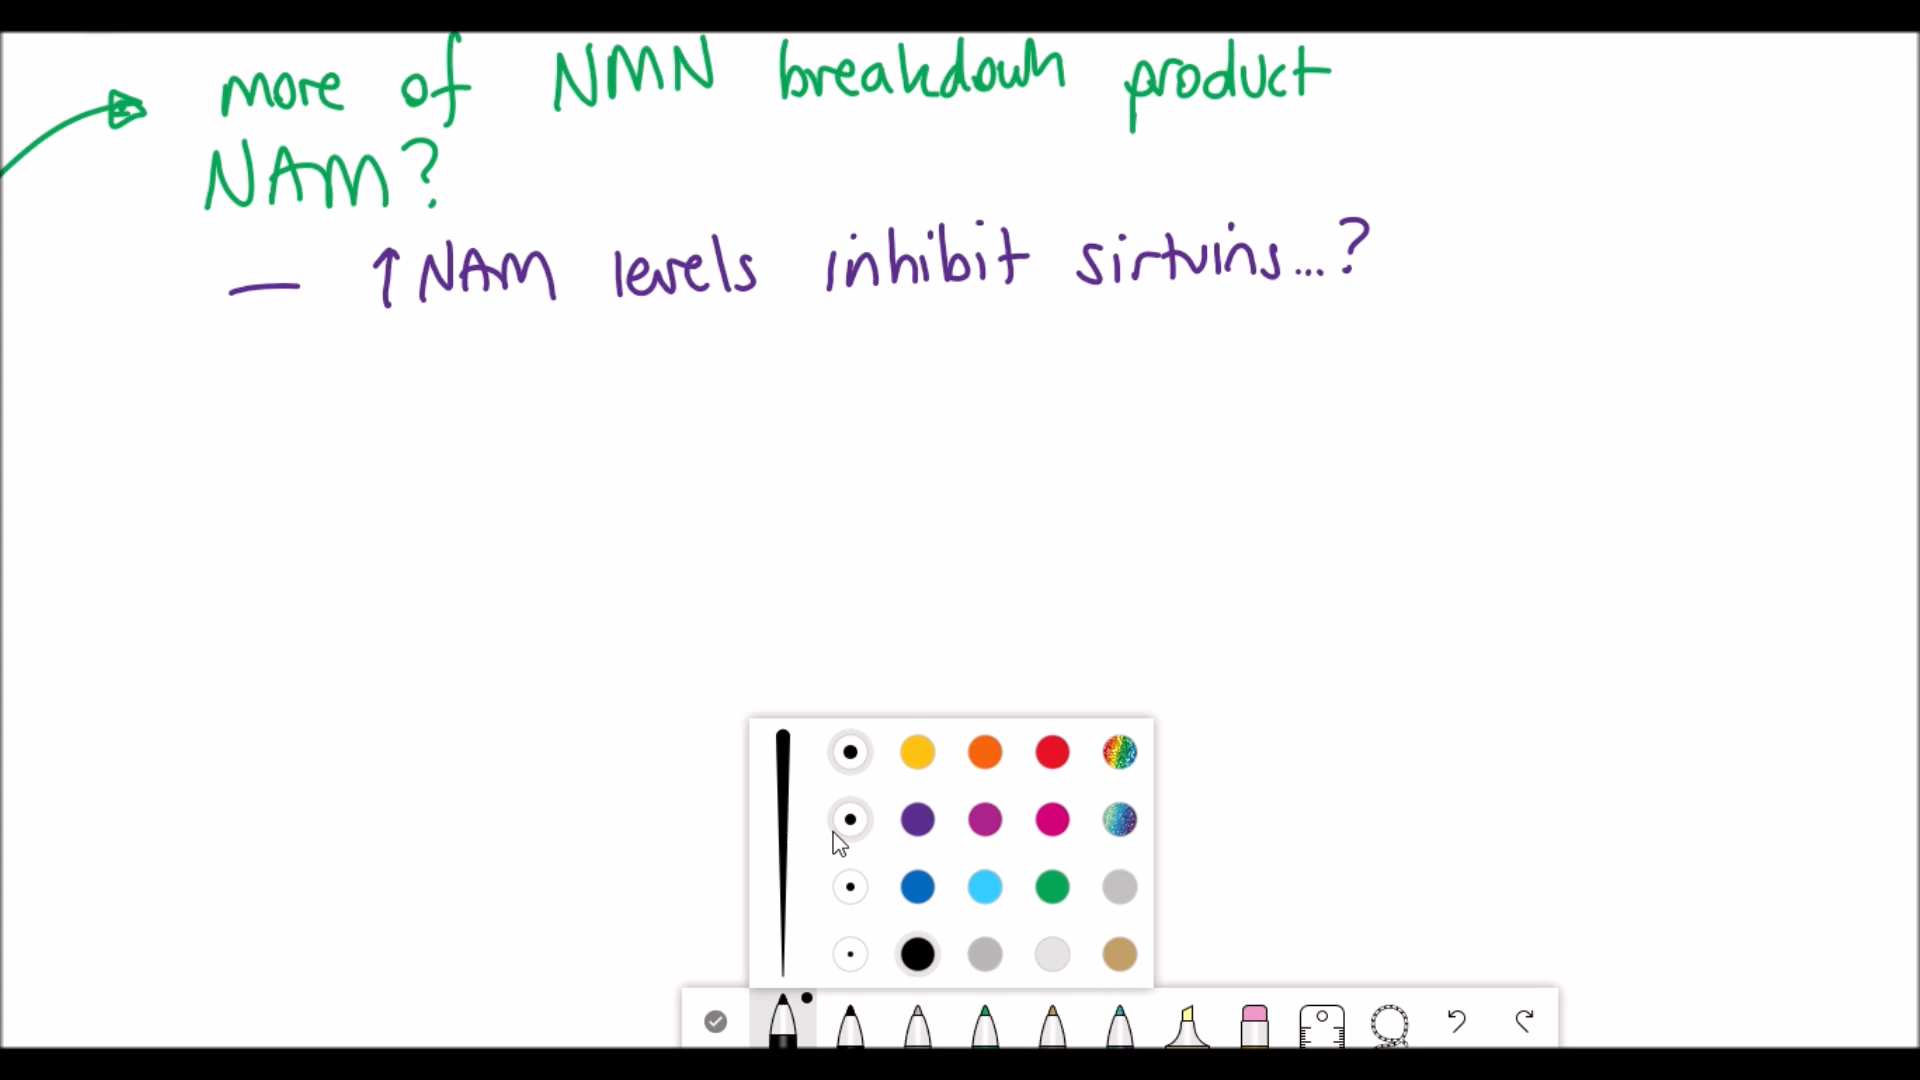 more of NMN breakdown product
NAM?
— ↑ NAM levels inhibit sirtuins...?